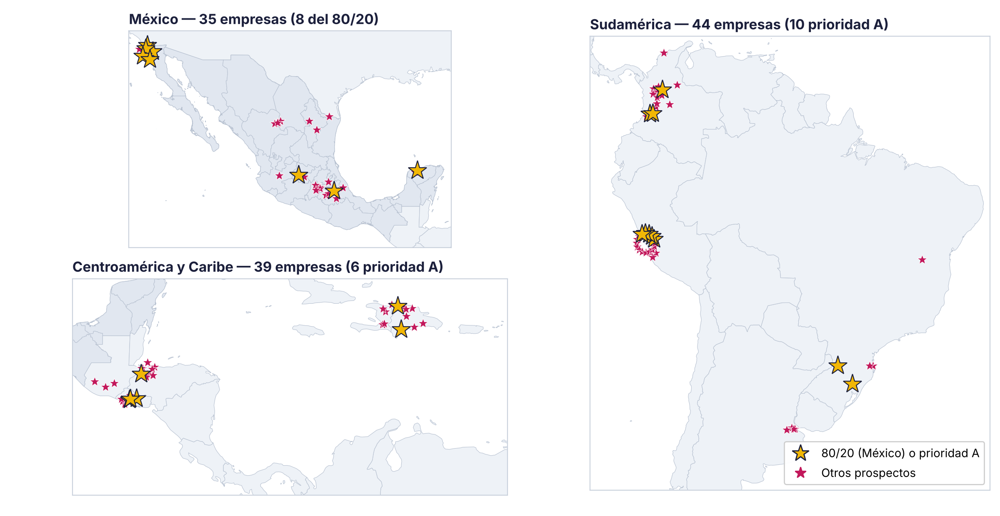 México — 35 empresas (8 del 80/20)
Centroamérica y Caribe — 39 empresas (6 prioridad A)
Sudamérica — 44 empresas (10 prioridad A)
80/20 (México) o prioridad A
Otros prospectos